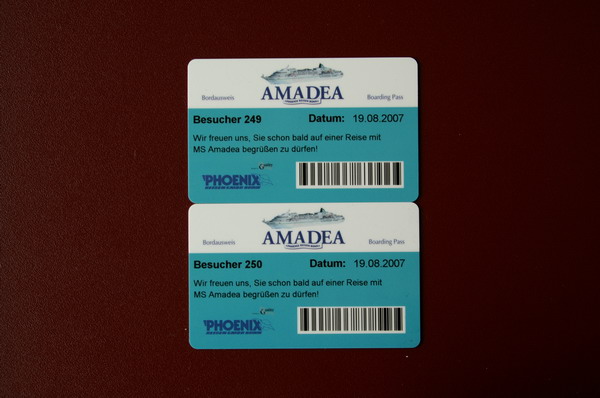 AMADEA
Bordausweis Boarding Pass
Besucher 249 Datum: 19.08.2007
Wir freuen uns, Sie schon bald auf einer Reise mit
MS Amadea begrüßen zu dürfen!
PHOENIX
AMADEA
Bordausweis Boarding Pass
Besucher 250 Datum: 19.08.2007
Wir freuen uns, Sie schon bald auf einer Reise mit
MS Amadea begrüßen zu dürfen!
PHOENIX